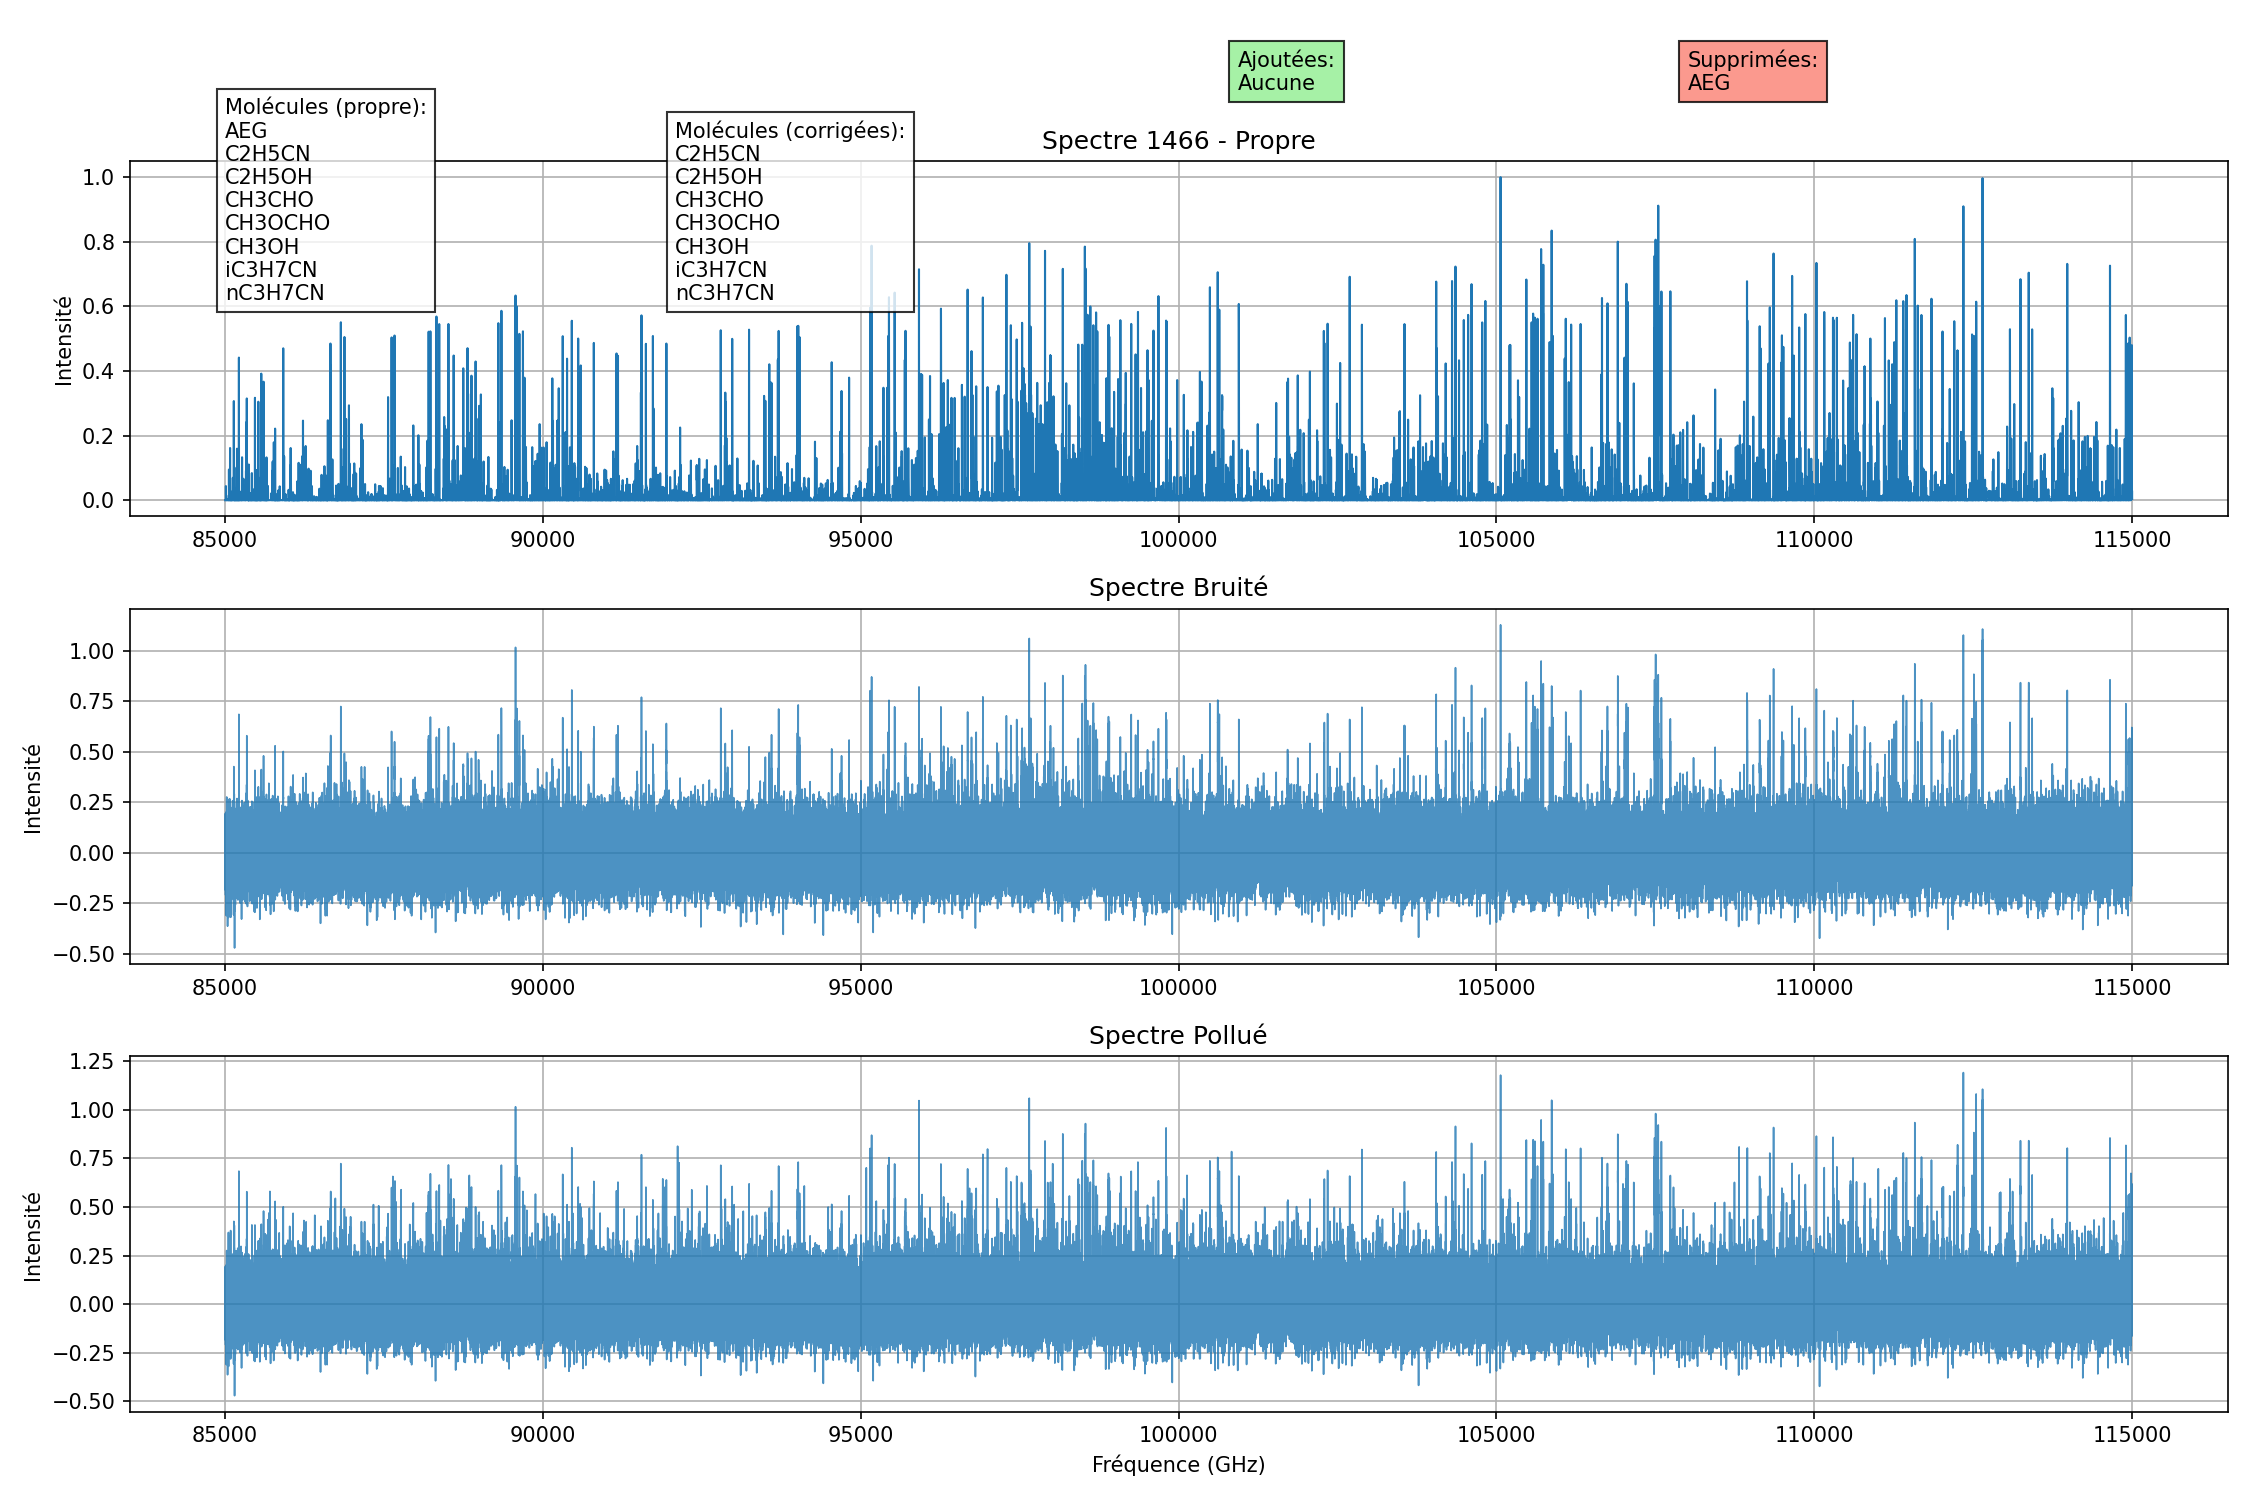 Ajoutées:
Aucune
Supprimées:
AEG
Molécules (propre):
AEG
C2H5CN
C2H5OH
CH3CHO
CH3OCHO
CH3OH
iC3H7CN
nC3H7CN
Molécules (corrigées):
C2H5CN
C2H5OH
CH3CHO
CH3OCHO
CH3OH
iC3H7CN
nC3H7CN
Spectre 1466 - Propre
Intensité
1.0
0.8
0.6
0.4
0.2
0.0
85000 90000 95000 100000 105000 110000 115000
Spectre Bruité
Intensité
1.00
0.75
0.50
0.25
0.00
−0.25
−0.50
85000 90000 95000 100000 105000 110000 115000
Spectre Pollué
Intensité
1.25
1.00
0.75
0.50
0.25
0.00
−0.25
−0.50
85000 90000 95000 100000 105000 110000 115000
Fréquence (GHz)